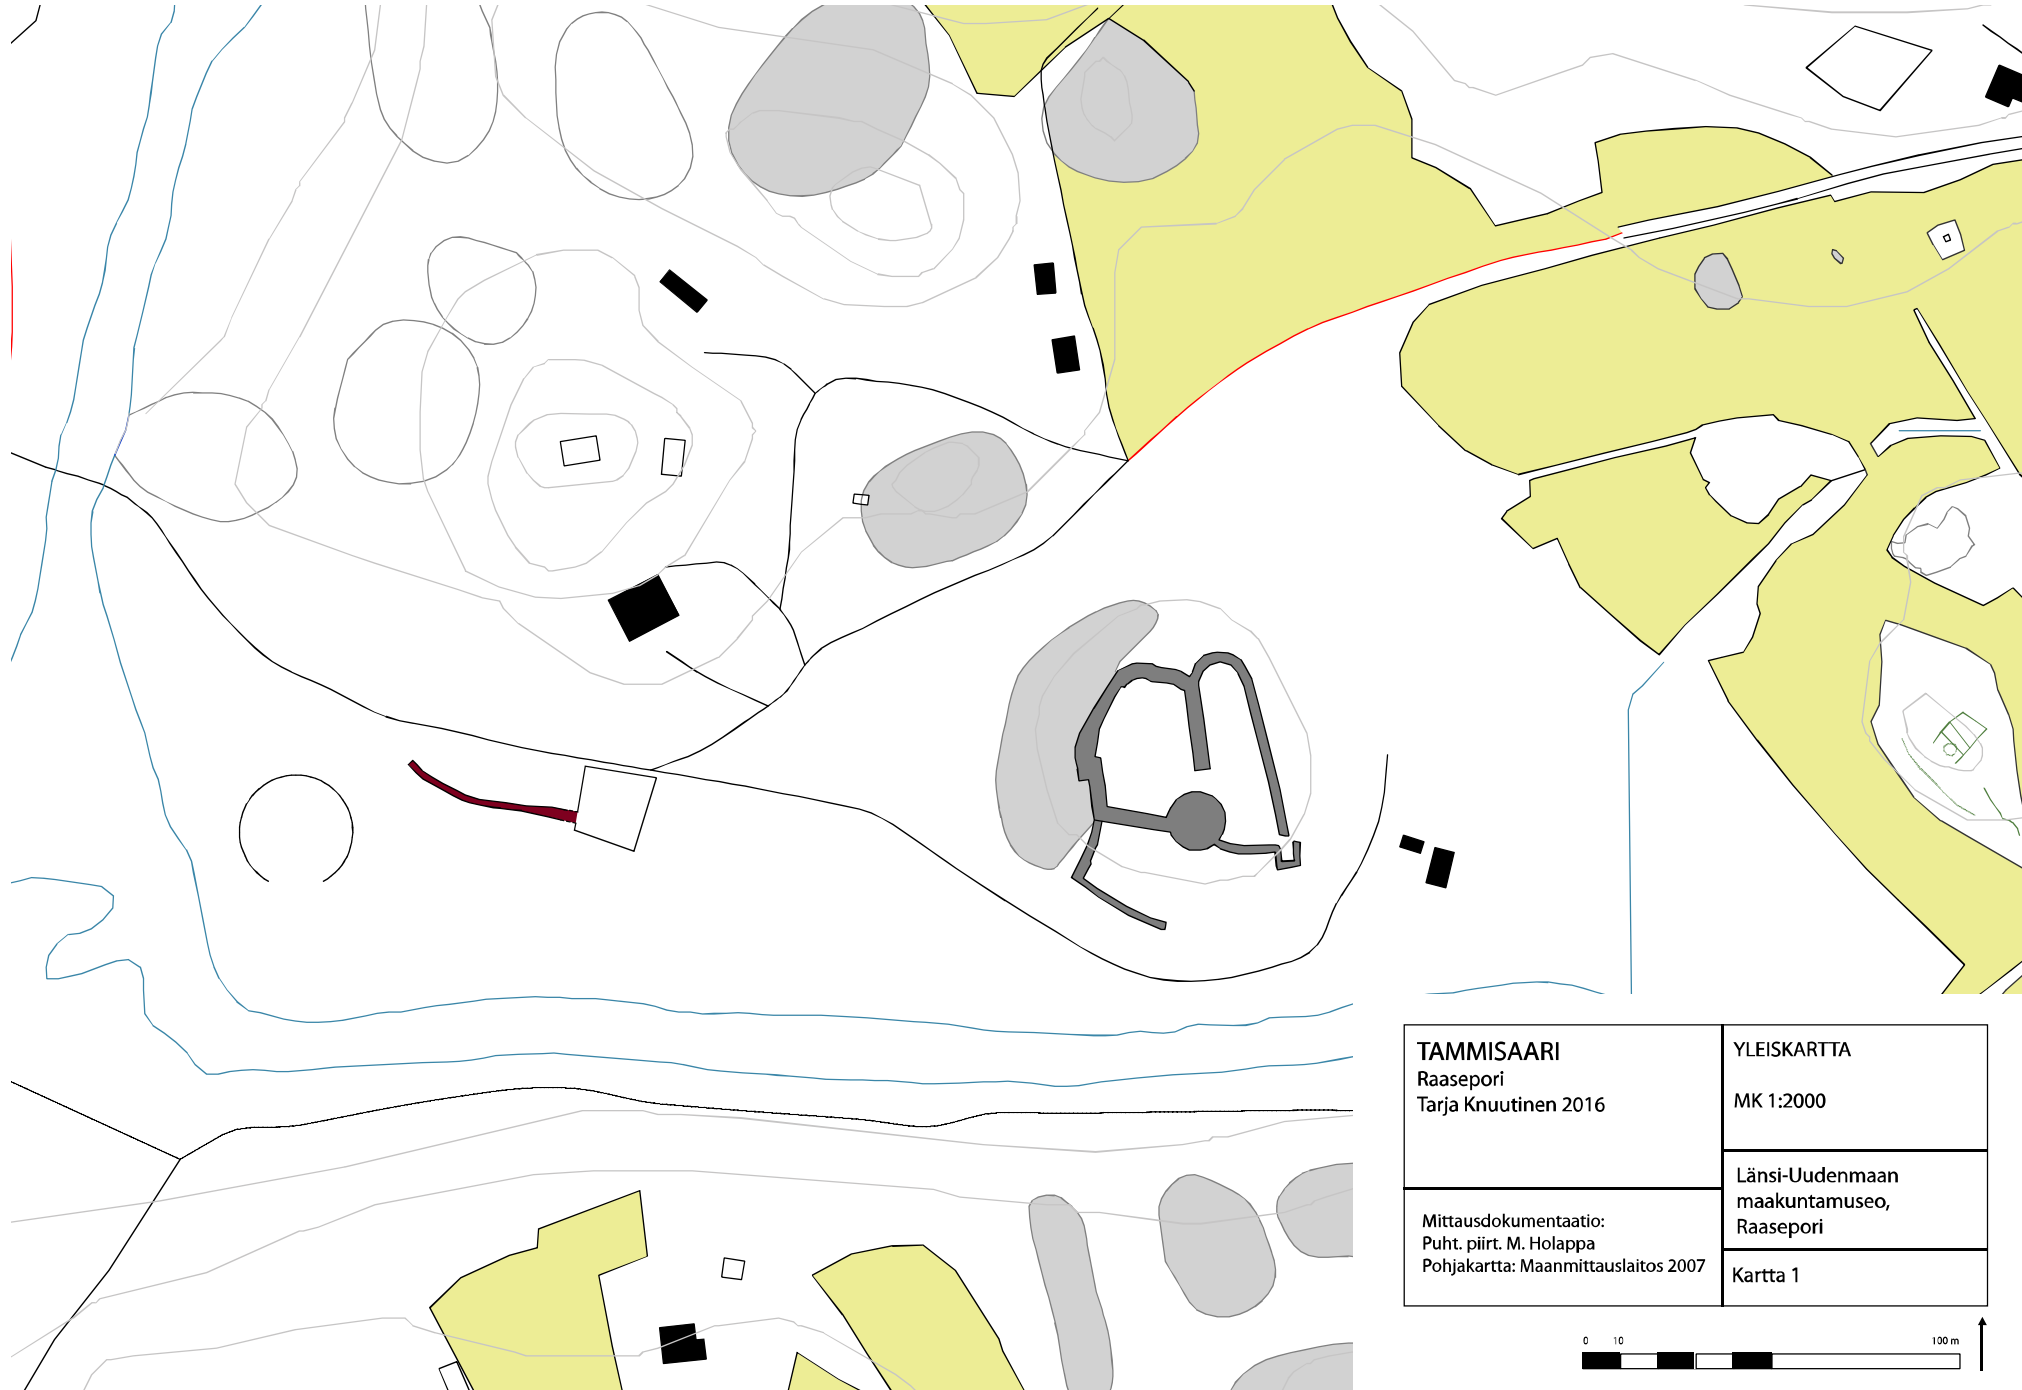 TAMMISAARI
Raasepori
Tarja Knuutinen 2016
YLEISKARTTA
MK 1:2000
Länsi-Uudenmaan
maakuntamuseo,
Raasepori
Mittausdokumentaatio:
Puht. piirt. M. Holappa
Pohjakartta: Maanmittauslaitos 2007
Kartta 1
0 10 100 m